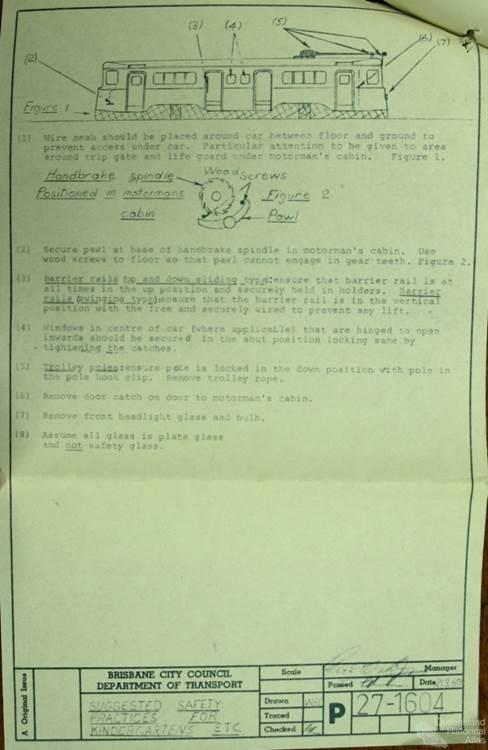 (3) (4) (5)
(2) (6) (7)
Figure 1
(1) Wire mesh should be placed around car between floor and ground to
prevent access under car. Particular attention to be given to area
around trip gate and life guard under motorman's cabin. Figure 1.
Handbrake spindle Wood Screws
Positioned in motormans Figure 2
cabin Pawl
(2) Secure pawl at base of handbrake spindle in motorman's cabin. Use
wood screws to floor so that pawl cannot engage in gear teeth. Figure 2.
(3) Barrier rails (up and down sliding type): ensure that barrier rail is at
all times in the up position and securely held in holders. Barrier
rails (swinging type) ensure that the barrier rail is in the vertical
position with the free end securely wired to prevent any lift.
(4) Windows in centre of car (where applicable) that are hinged to open
inwards should be secured in the shut position locking same by
tightening the catches.
(5) Trolley poles: ensure pole is locked in the down position with pole in
the pole hook clip. Remove trolley rope.
(6) Remove door catch on door to motorman's cabin.
(7) Remove front headlight glass and bulb.
(8) Assume all glass is plate glass
and not safety glass.
A Original Issue
BRISBANE CITY COUNCIL
DEPARTMENT OF TRANSPORT
SUGGESTED SAFETY
PRACTICES FOR
KINDERGARTENS ETC.
Scale
Manager
Passed Date
Drawn
Traced
Checked
P 27-1604
Queensland
Historical
Atlas